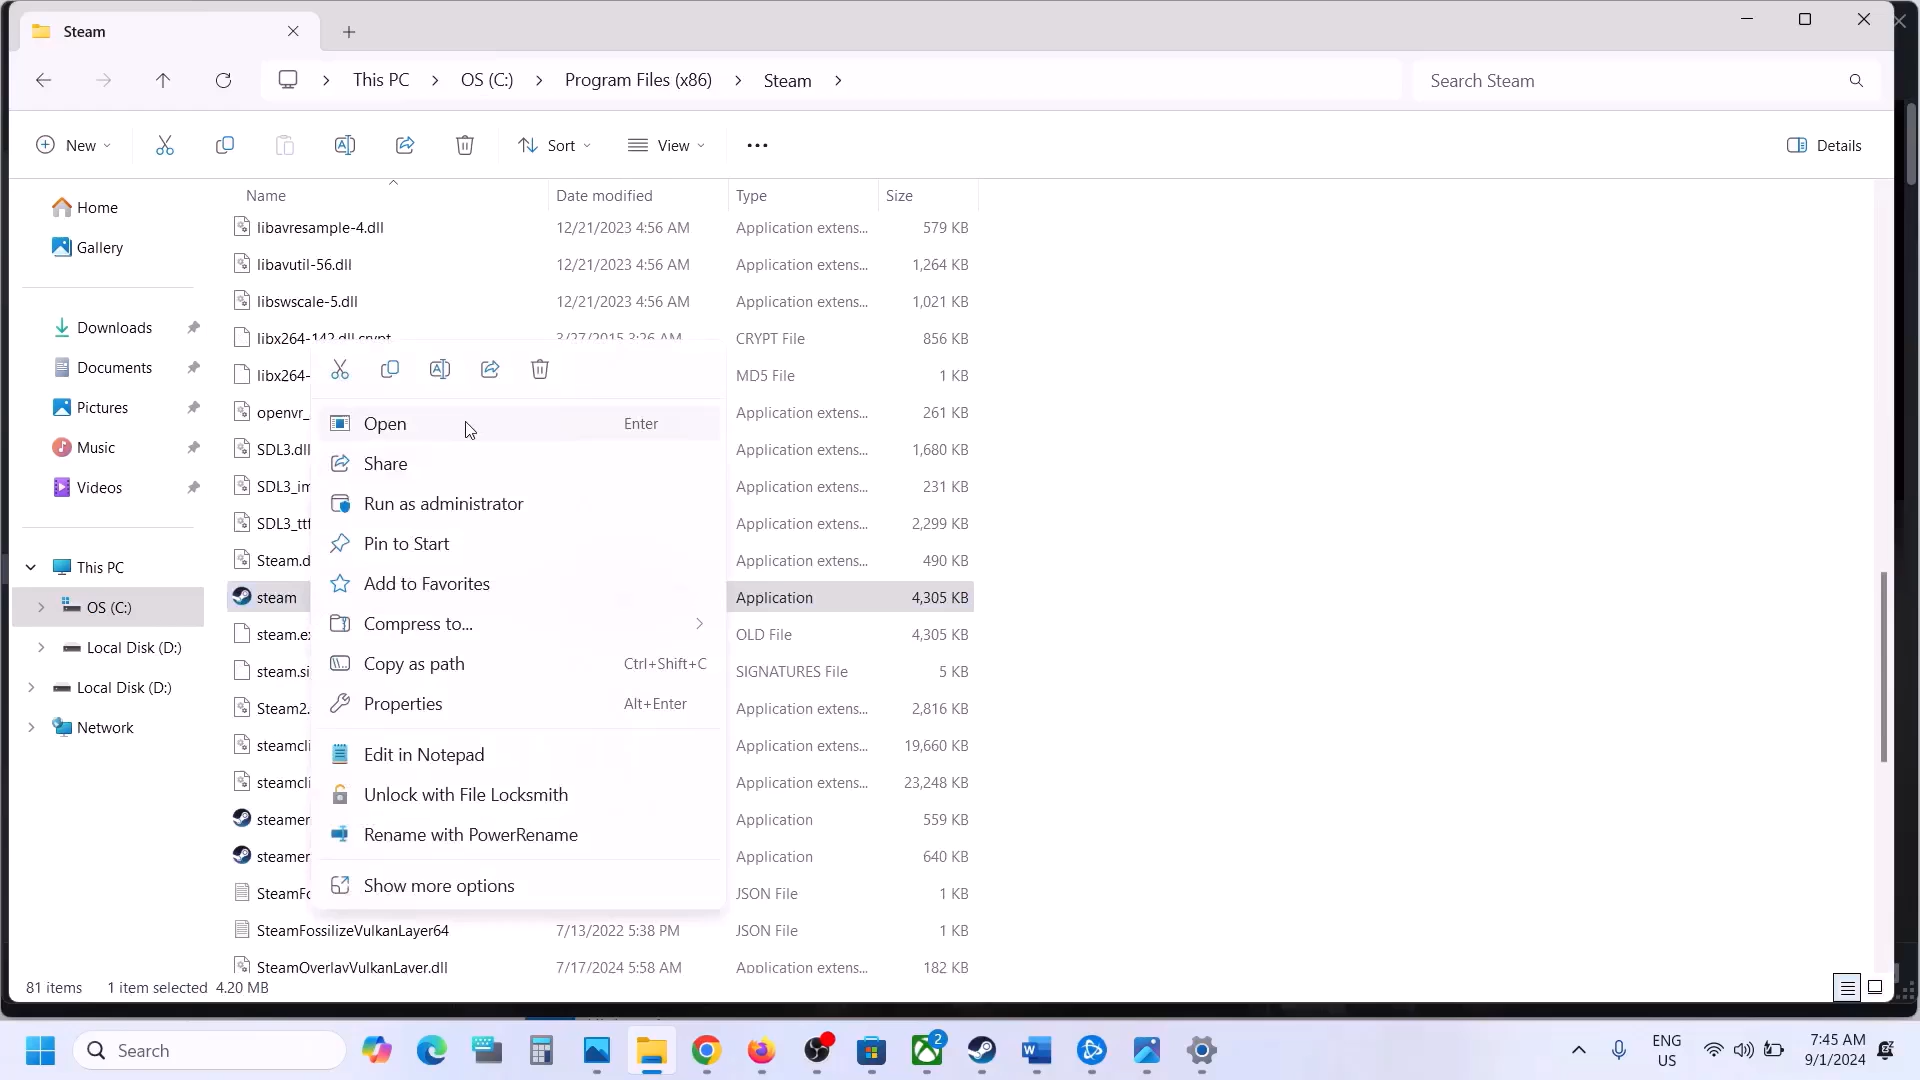 Steam
This PC
OS (C:)
Program Files (x86)
Steam
Search Steam
New
Sort
View
Details
Home
Gallery
Downloads
Documents
Pictures
Music
Videos
This PC
OS (C:)
Local Disk (D:)
Local Disk (D:)
Network
Name Date modified Type Size
libavresample-4.dll 12/21/2023 4:56 AM Application extens... 579 KB
libavutil-56.dll 12/21/2023 4:56 AM Application extens... 1,264 KB
libswscale-5.dll 12/21/2023 4:56 AM Application extens... 1,021 KB
libx264-142.dll.crypt 3/27/2015 3:26 AM CRYPT File 856 KB
libx264- MD5 File 1 KB
openvr_ Application extens... 261 KB
SDL3.dll Application extens... 1,680 KB
SDL3_im Application extens... 231 KB
SDL3_ttf Application extens... 2,299 KB
Steam.d Application extens... 490 KB
steam Application 4,305 KB
steam.ex OLD File 4,305 KB
steam.si SIGNATURES File 5 KB
Steam2. Application extens... 2,816 KB
steamcli Application extens... 19,660 KB
steamcli Application extens... 23,248 KB
steamer Application 559 KB
steamer Application 640 KB
SteamFo JSON File 1 KB
SteamFossilizeVulkanLayer64 7/13/2022 5:38 PM JSON File 1 KB
SteamOverlayVulkanLayer.dll 7/17/2024 5:58 AM Application extens... 182 KB
Open Enter
Share
Run as administrator
Pin to Start
Add to Favorites
Compress to...
Copy as path Ctrl+Shift+C
Properties Alt+Enter
Edit in Notepad
Unlock with File Locksmith
Rename with PowerRename
Show more options
81 items 1 item selected 4.20 MB
Search
2
ENG
US
7:45 AM
9/1/2024